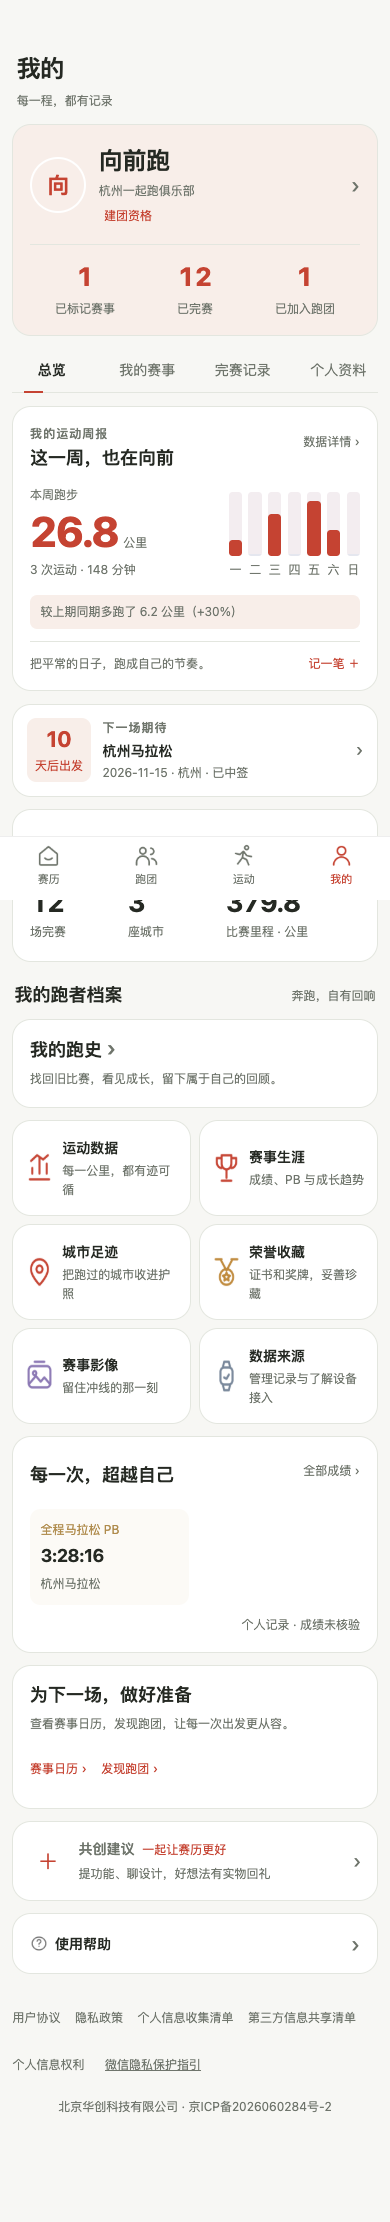 我的
每一程，都有记录
向
向前跑
杭州一起跑俱乐部
建团资格
›
1
12
1
已标记赛事
已完赛
已加入跑团
总览
我的赛事
完赛记录
个人资料
我的运动周报
这一周，也在向前
数据详情 ›
本周跑步
26.8 公里
3 次运动 · 148 分钟
一 二 三 四 五 六 日
较上期同期多跑了 6.2 公里（+30%）
把平常的日子，跑成自己的节奏。
记一笔 ＋
10
天后出发
下一场期待
杭州马拉松
2026-11-15 · 杭州 · 已中签
›
赛历
跑团
运动
我的
12
3
379.8
场完赛
座城市
比赛里程 · 公里
我的跑者档案
奔跑，自有回响
我的跑史 ›
找回旧比赛，看见成长，留下属于自己的回顾。
运动数据
每一公里，都有迹可
循
赛事生涯
成绩、PB 与成长趋势
城市足迹
把跑过的城市收进护
照
荣誉收藏
证书和奖牌，妥善珍
藏
赛事影像
留住冲线的那一刻
数据来源
管理记录与了解设备
接入
每一次，超越自己
全部成绩 ›
全程马拉松 PB
3:28:16
杭州马拉松
个人记录 · 成绩未核验
为下一场，做好准备
查看赛事日历，发现跑团，让每一次出发更从容。
赛事日历 › 发现跑团 ›
共创建议 一起让赛历更好
提功能、聊设计，好想法有实物回礼
›
使用帮助
›
用户协议 隐私政策 个人信息收集清单 第三方信息共享清单
个人信息权利 微信隐私保护指引
北京华创科技有限公司 · 京ICP备2026060284号-2